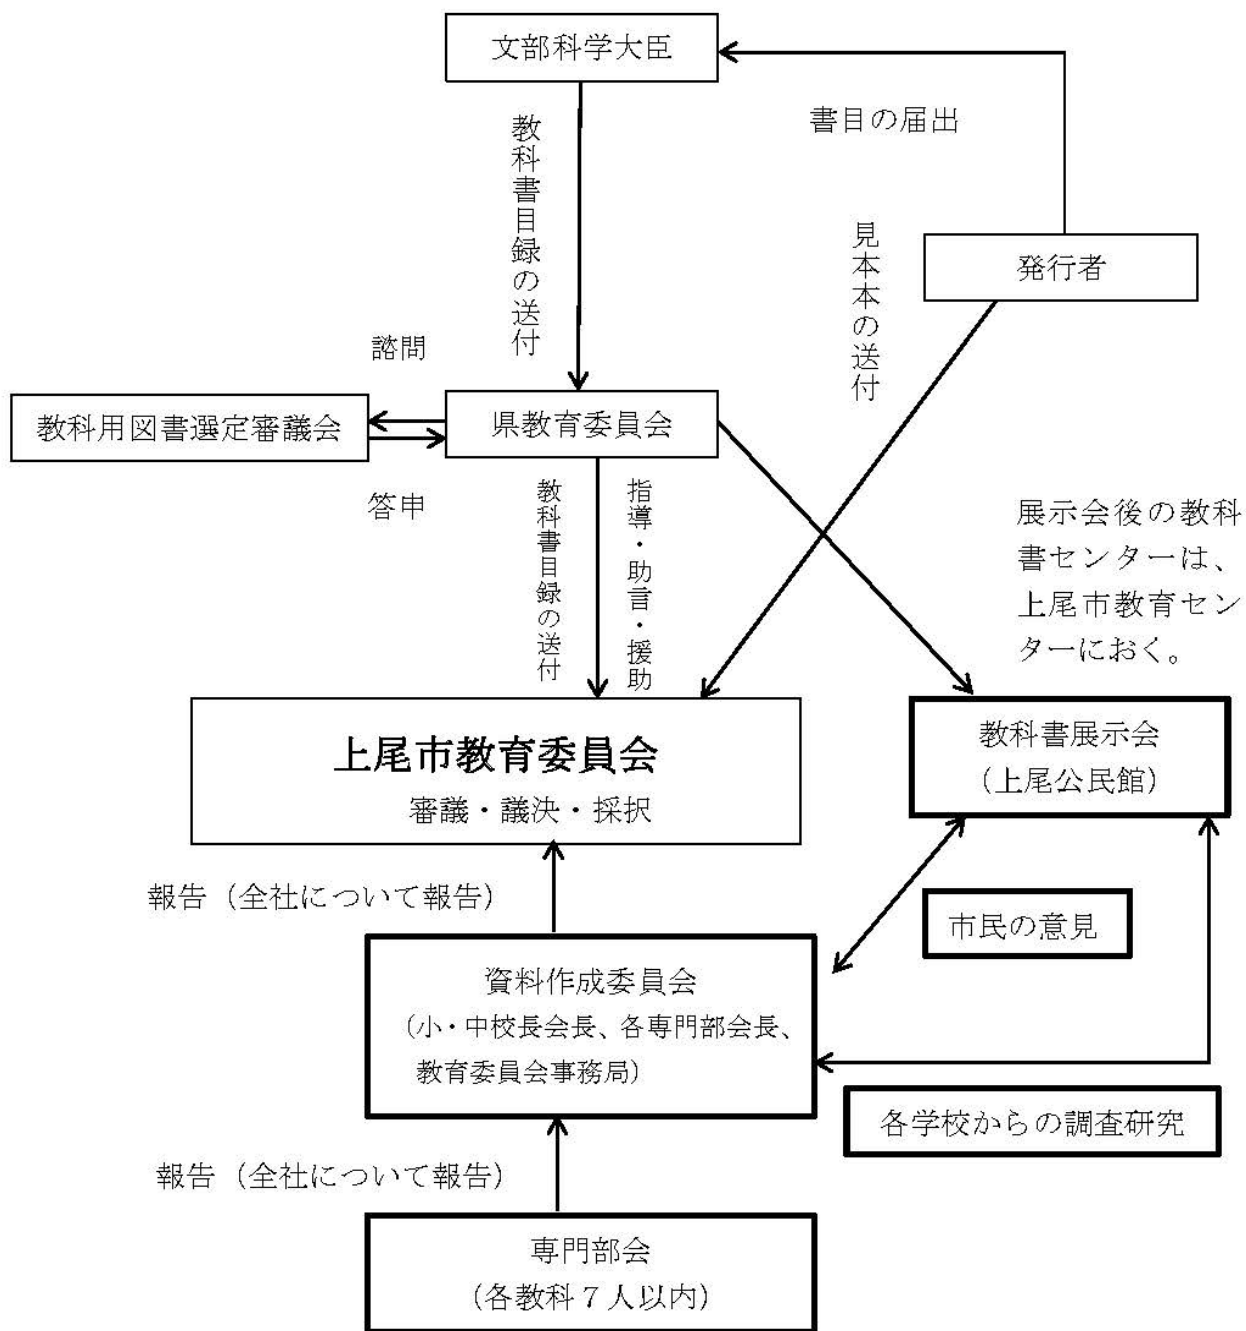 文部科学大臣
書目の届出
教科書目録の送付
見本本の送付
発行者
諮問
教科用図書選定審議会
県教育委員会
答申
教科書目録の送付
指導・助言・援助
展示会後の教科
書センターは、
上尾市教育セン
ターにおく。
上尾市教育委員会
審議・議決・採択
教科書展示会
（上尾公民館）
報告（全社について報告）
市民の意見
資料作成委員会
（小・中校長会長、各専門部会長、
教育委員会事務局）
各学校からの調査研究
報告（全社について報告）
専門部会
（各教科７人以内）